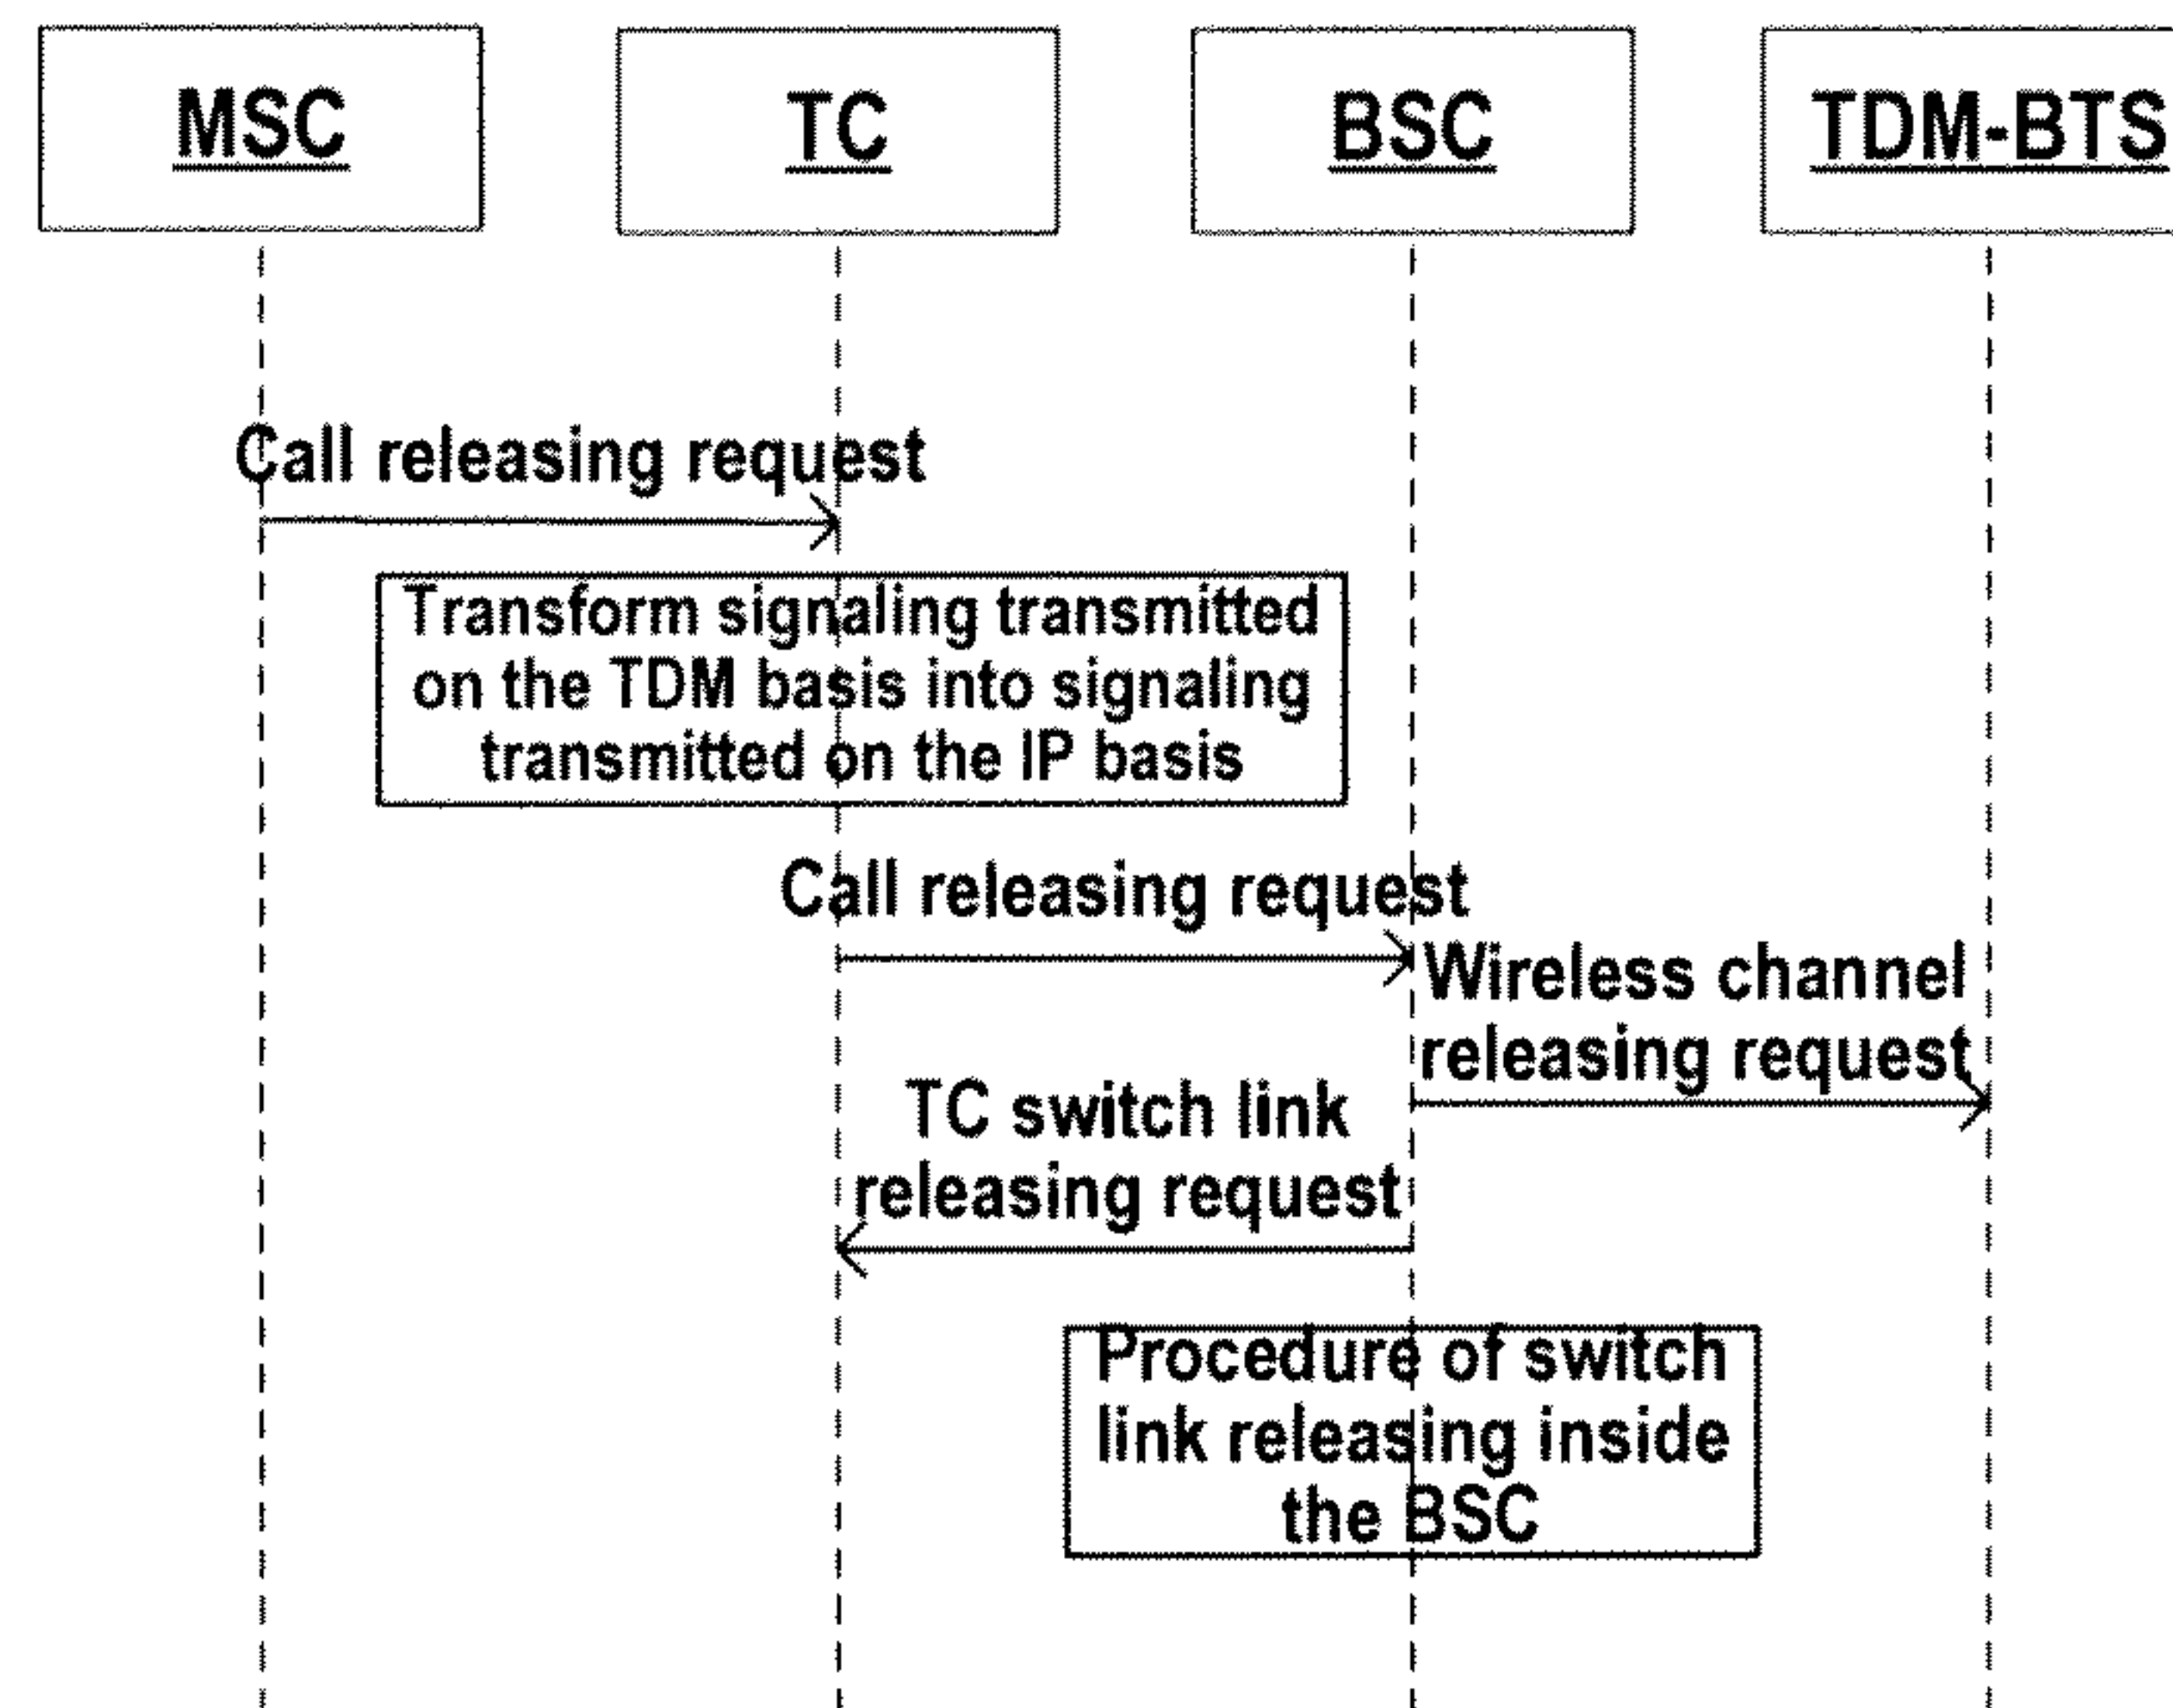 MSC
TC
BSC
TDM-BTS
Call releasing request
Transform signaling transmitted
on the TDM basis into signaling
transmitted on the IP basis
Call releasing request
Wireless channel
releasing request
TC switch link
releasing request
Procedure of switch
link releasing inside
the BSC